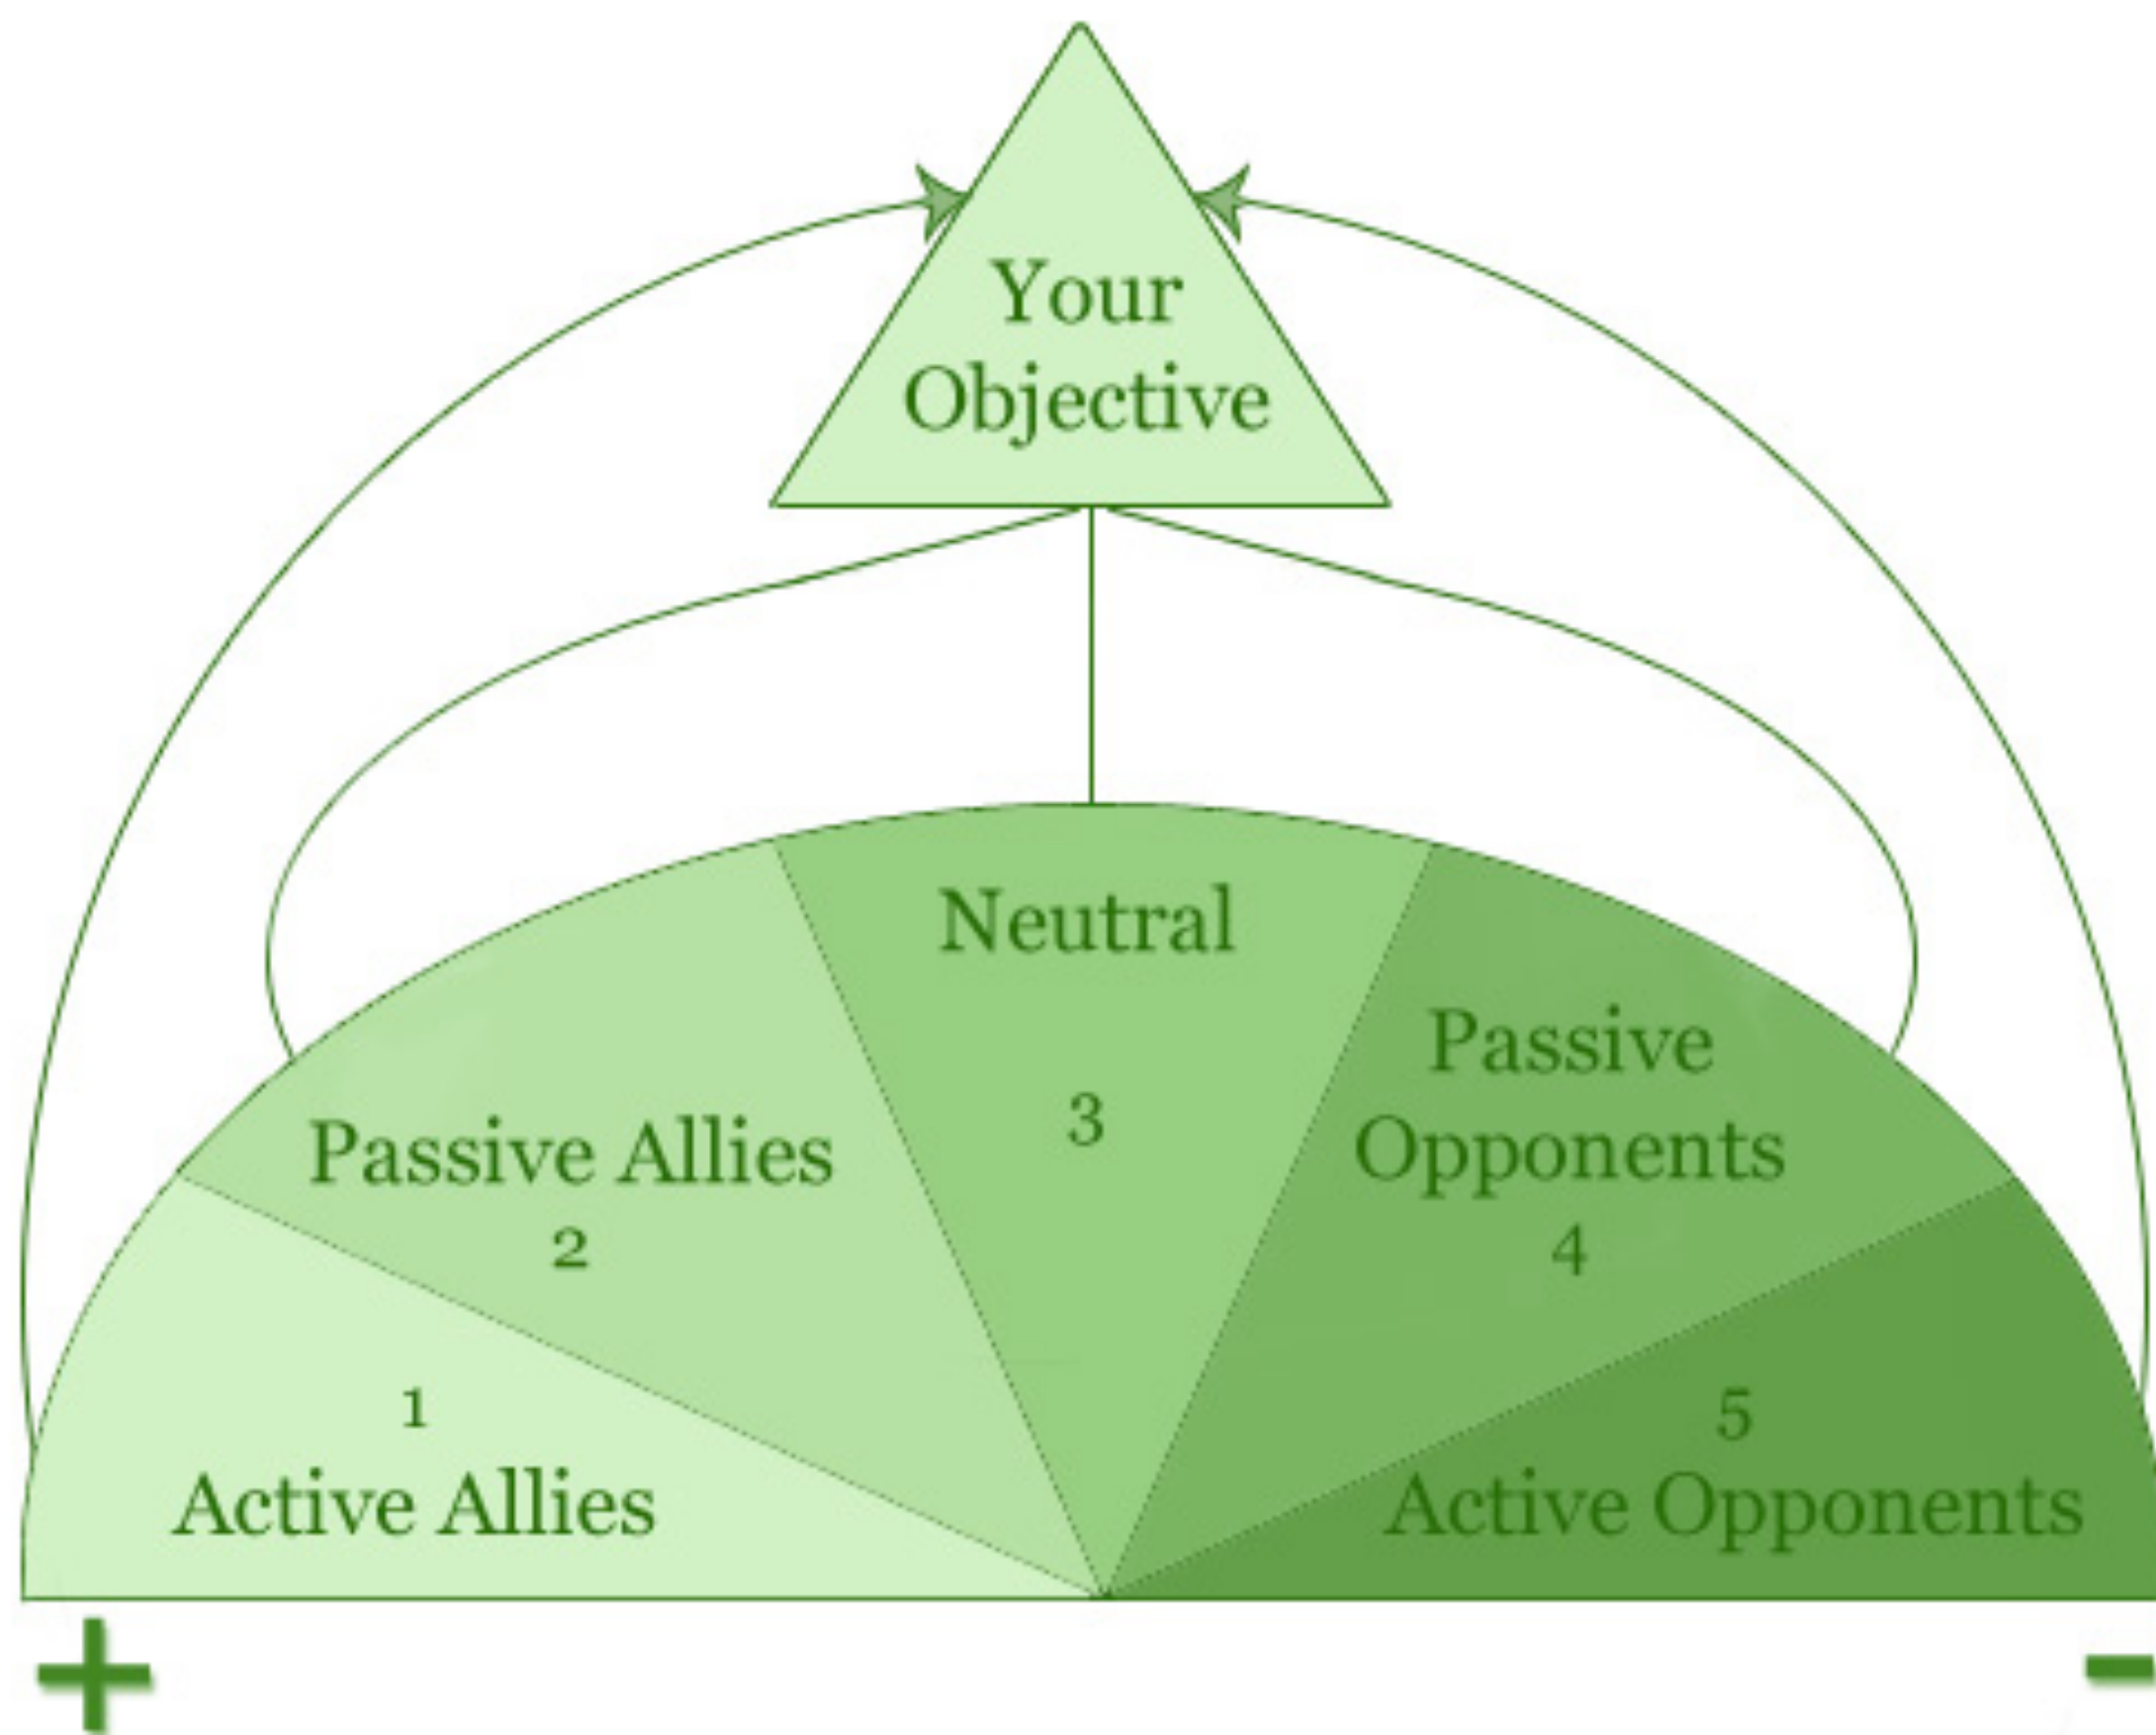 Your
Objective
Neutral
3
Passive
Opponents
4
Passive Allies
2
1
Active Allies
5
Active Opponents
+
-